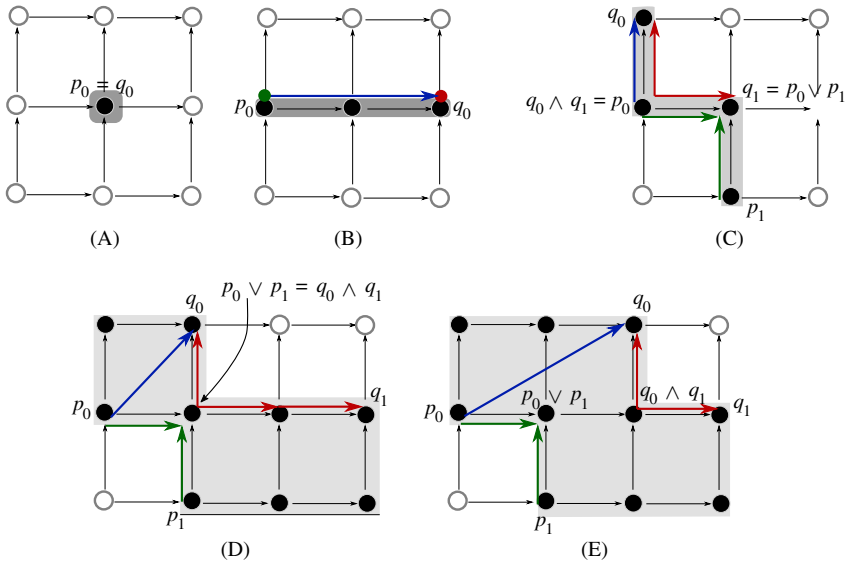 p₀ = q₀
(A)
p₀
q₀
(B)
q₀
q₀ ∧ q₁ = p₀
q₁ = p₀ ∨ p₁
p₁
(C)
q₀
p₀ ∨ p₁ = q₀ ∧ q₁
p₀
q₁
p₁
(D)
q₀
p₀
p₀ ∨ p₁
q₀ ∧ q₁
q₁
p₁
(E)